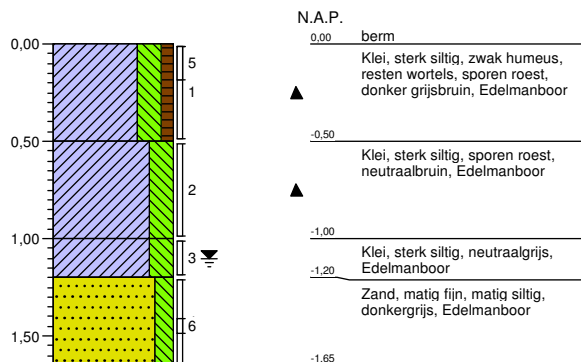 N.A.P.
0,00
5
1
0,50
2
1,00
3
6
1,50
0,00
berm
Klei, sterk siltig, zwak humeus,
resten wortels, sporen roest,
donker grijsbruin, Edelmanboor
-0,50
Klei, sterk siltig, sporen roest,
neutraalbruin, Edelmanboor
-1,00
Klei, sterk siltig, neutraalgrijs,
Edelmanboor
-1,20
Zand, matig fijn, matig siltig,
donkergrijs, Edelmanboor
-1,65